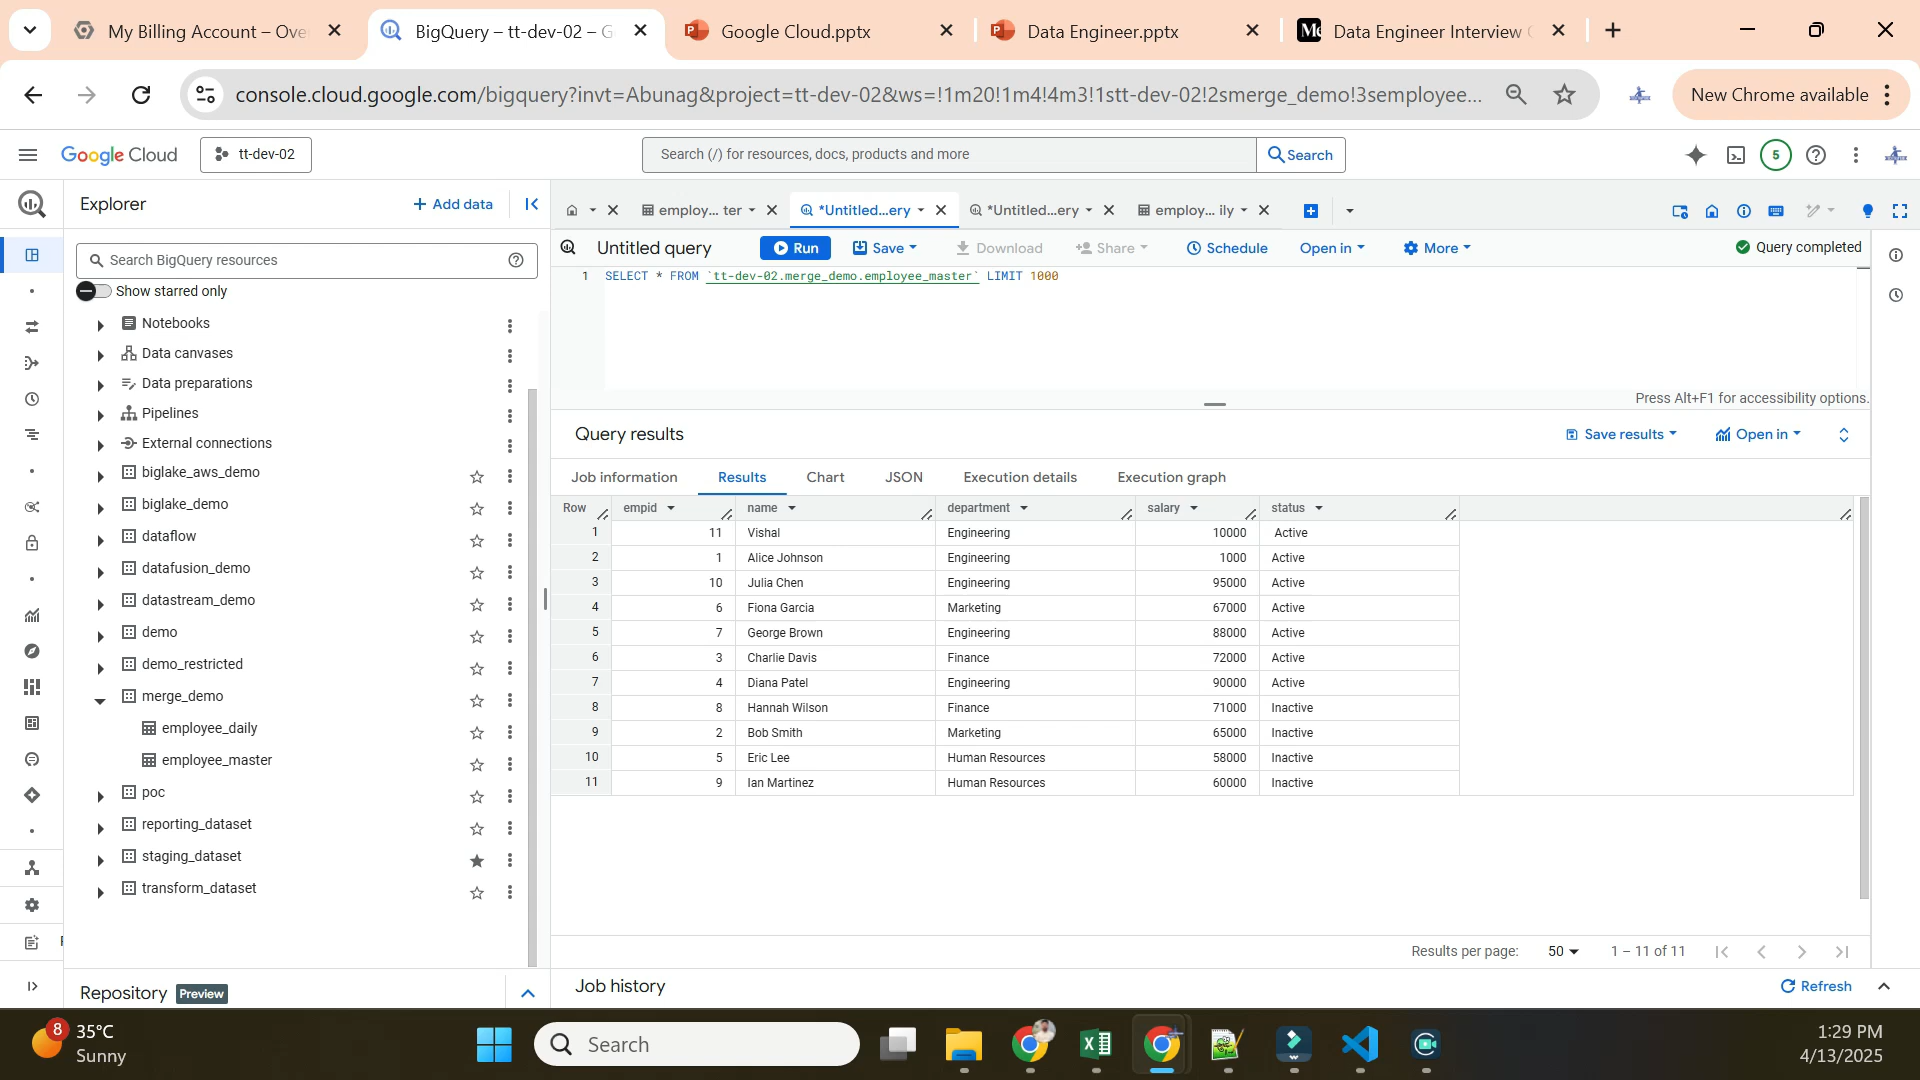 My Billing Account – Ove
BigQuery – tt-dev-02 – G
Google Cloud.pptx
Data Engineer.pptx
Data Engineer Interview
console.cloud.google.com/bigquery?invt=Abunag&project=tt-dev-02&ws=!1m20!1m4!4m3!1stt-dev-02!2smerge_demo!3semployee...
New Chrome available
Google Cloud
tt-dev-02
Search (/) for resources, docs, products and more
Search
5
Explorer
+ Add data
employ... ter
*Untitled...ery
*Untitled...ery
employ... ily
Search BigQuery resources
Untitled query
Run
Save
Download
Share
Schedule
Open in
More
Query completed
Show starred only
1 SELECT * FROM `tt-dev-02.merge_demo.employee_master` LIMIT 1000
Press Alt+F1 for accessibility options.
Notebooks
Data canvases
Data preparations
Pipelines
External connections
biglake_aws_demo
biglake_demo
dataflow
datafusion_demo
datastream_demo
demo
demo_restricted
merge_demo
employee_daily
employee_master
poc
reporting_dataset
staging_dataset
transform_dataset
Repository Preview
Query results
Save results
Open in
Job information
Results
Chart
JSON
Execution details
Execution graph
Row empid name department salary status
1 11 Vishal Engineering 10000 Active
2 1 Alice Johnson Engineering 1000 Active
3 10 Julia Chen Engineering 95000 Active
4 6 Fiona Garcia Marketing 67000 Active
5 7 George Brown Engineering 88000 Active
6 3 Charlie Davis Finance 72000 Active
7 4 Diana Patel Engineering 90000 Active
8 8 Hannah Wilson Finance 71000 Inactive
9 2 Bob Smith Marketing 65000 Inactive
10 5 Eric Lee Human Resources 58000 Inactive
11 9 Ian Martinez Human Resources 60000 Inactive
Results per page: 50 1 – 11 of 11
Job history
Refresh
8
35°C
Sunny
Search
1:29 PM
4/13/2025